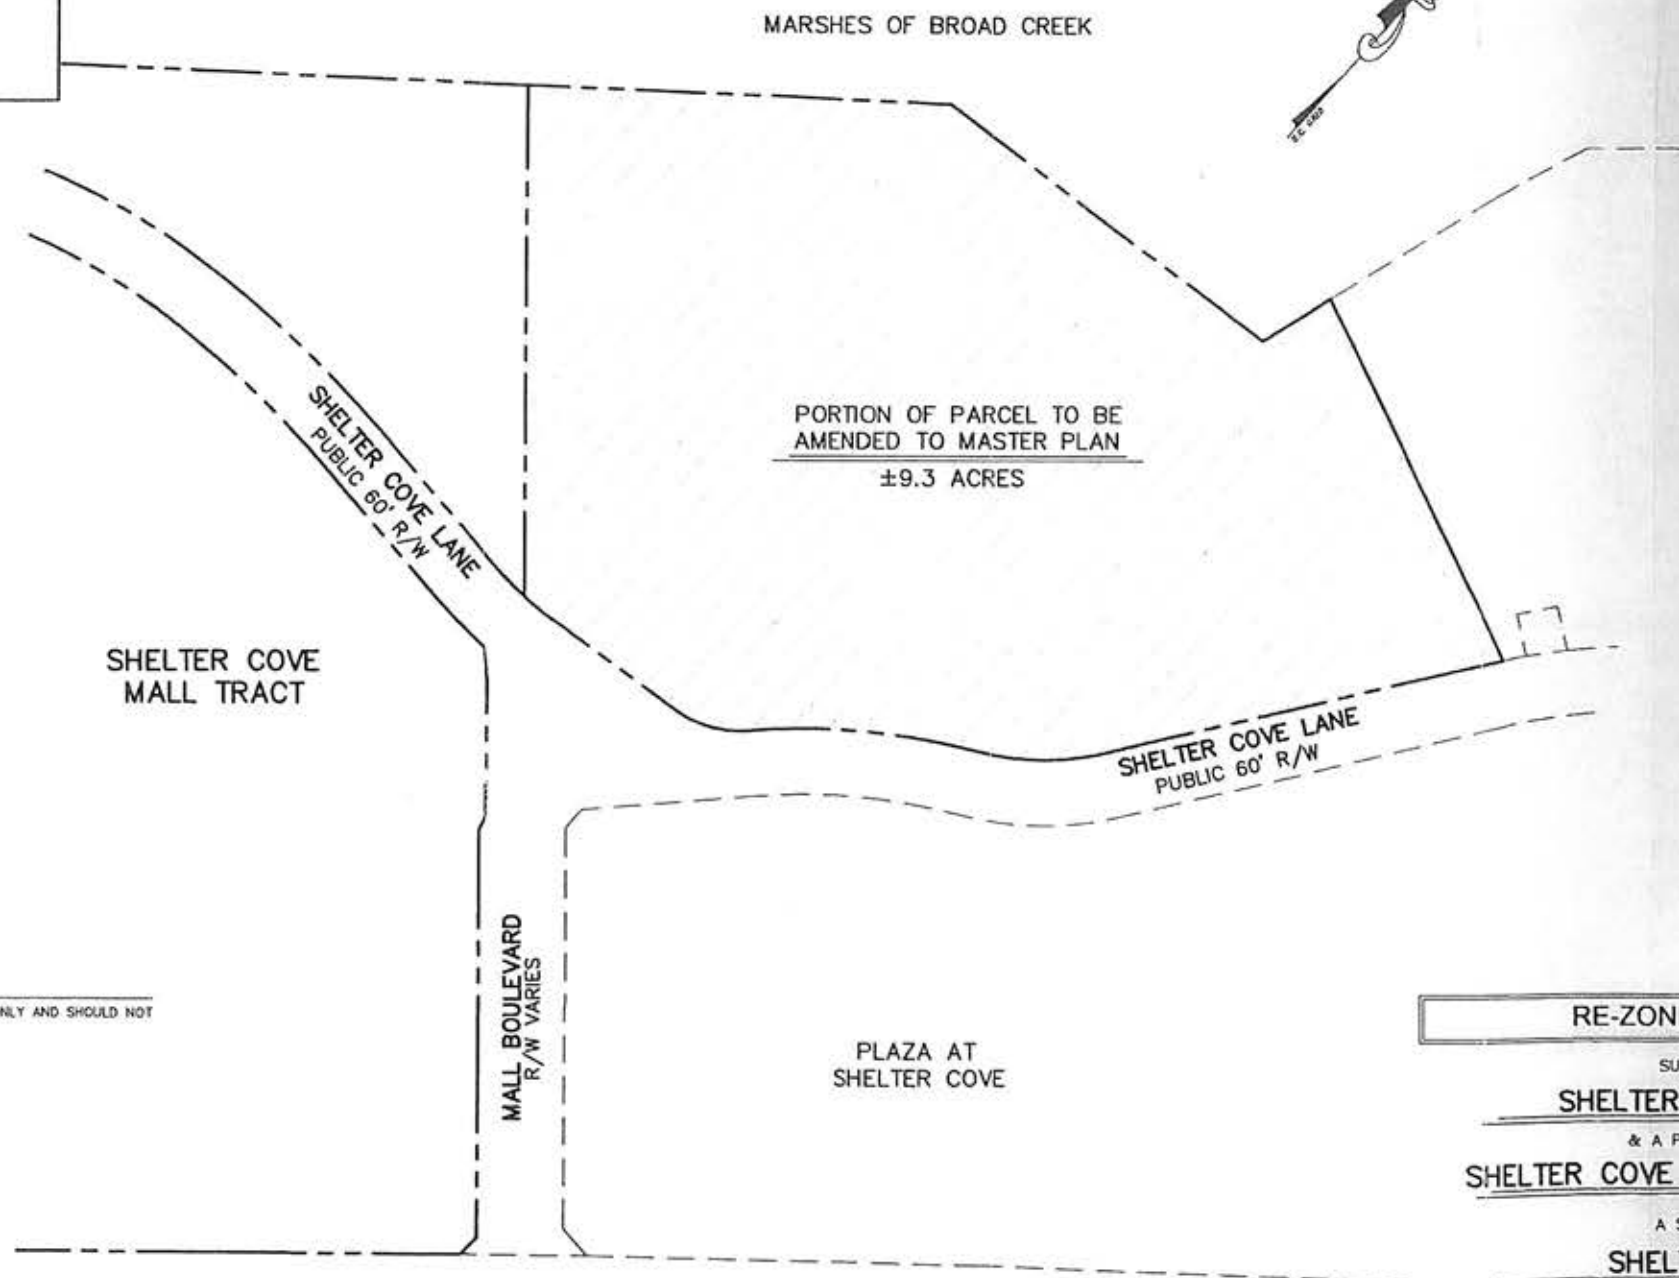 MARSHES OF BROAD CREEK
S.C. GRID
SHELTER COVE LANE
PUBLIC 60' R/W
PORTION OF PARCEL TO BE
AMENDED TO MASTER PLAN
±9.3 ACRES
SHELTER COVE
MALL TRACT
SHELTER COVE LANE
PUBLIC 60' R/W
MALL BOULEVARD
R/W VARIES
NLY AND SHOULD NOT
PLAZA AT
SHELTER COVE
RE-ZON
SU
SHELTER
& A P
SHELTER COVE
A S
SHEL